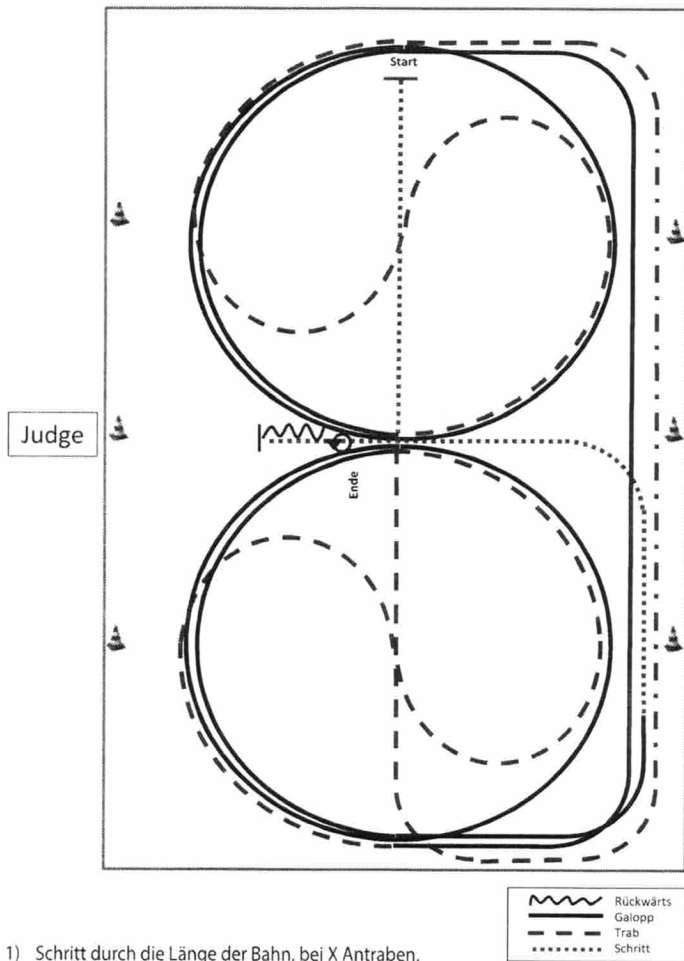 Start
Judge
Ende
Rückwärts
Galopp
Trab
Schritt
1) Schritt durch die Länge der Bahn, bei X Antraben.